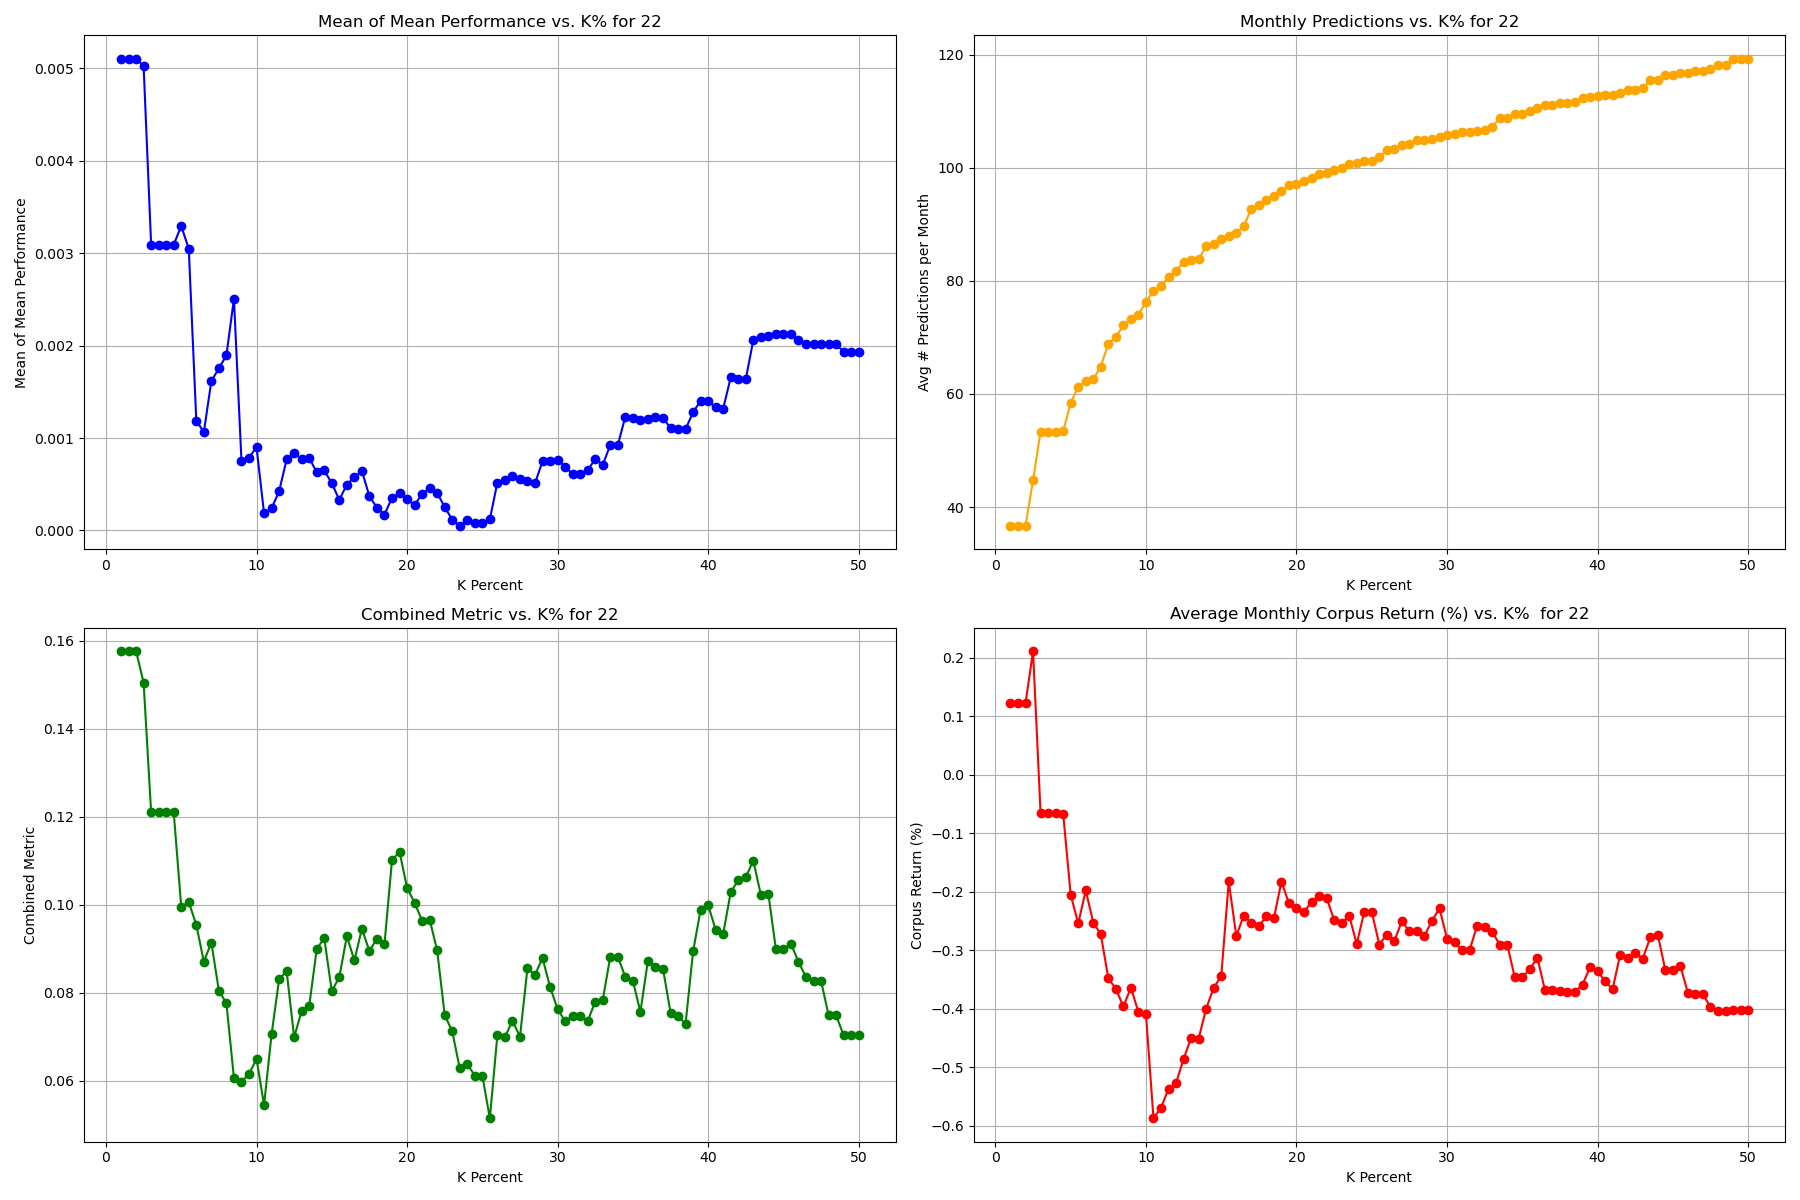 Mean of Mean Performance vs. K% for 22
Mean of Mean Performance
0.005
0.004
0.003
0.002
0.001
0.000
0 10 20 30 40 50
K Percent
Monthly Predictions vs. K% for 22
Avg # Predictions per Month
120
100
80
60
40
0 10 20 30 40 50
K Percent
Combined Metric vs. K% for 22
Combined Metric
0.16
0.14
0.12
0.10
0.08
0.06
0 10 20 30 40 50
K Percent
Average Monthly Corpus Return (%) vs. K%  for 22
Corpus Return (%)
0.2
0.1
0.0
−0.1
−0.2
−0.3
−0.4
−0.5
−0.6
0 10 20 30 40 50
K Percent